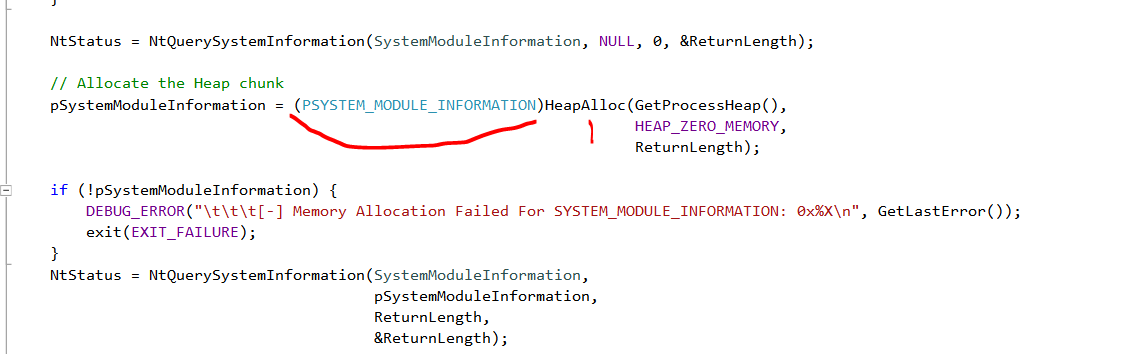 }
NtStatus = NtQuerySystemInformation(SystemModuleInformation, NULL, 0, &ReturnLength);
// Allocate the Heap chunk
pSystemModuleInformation = (PSYSTEM_MODULE_INFORMATION)HeapAlloc(GetProcessHeap(),
HEAP_ZERO_MEMORY,
ReturnLength);
if (!pSystemModuleInformation) {
DEBUG_ERROR("\t\t\t[-] Memory Allocation Failed For SYSTEM_MODULE_INFORMATION: 0x%X\n", GetLastError());
exit(EXIT_FAILURE);
}
NtStatus = NtQuerySystemInformation(SystemModuleInformation,
pSystemModuleInformation,
ReturnLength,
&ReturnLength);